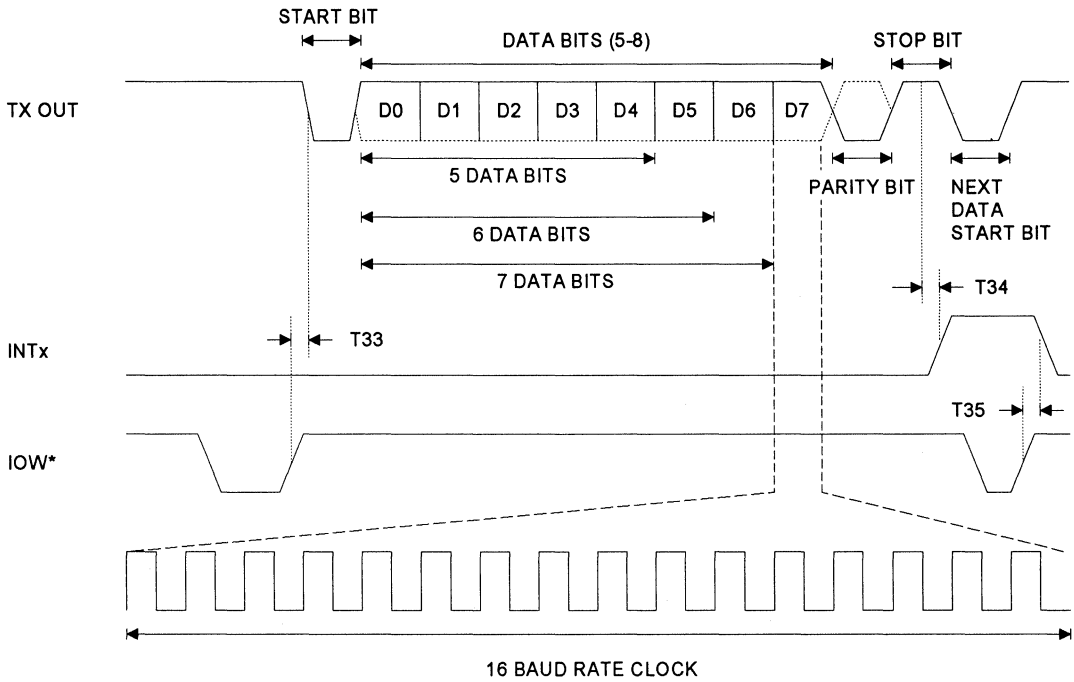 START BIT
DATA BITS (5-8)
STOP BIT
TX OUT
D0 D1 D2 D3 D4 D5 D6 D7
5 DATA BITS
PARITY BIT
NEXT
DATA
START BIT
6 DATA BITS
7 DATA BITS
T34
T33
INTx
T35
IOW*
16 BAUD RATE CLOCK